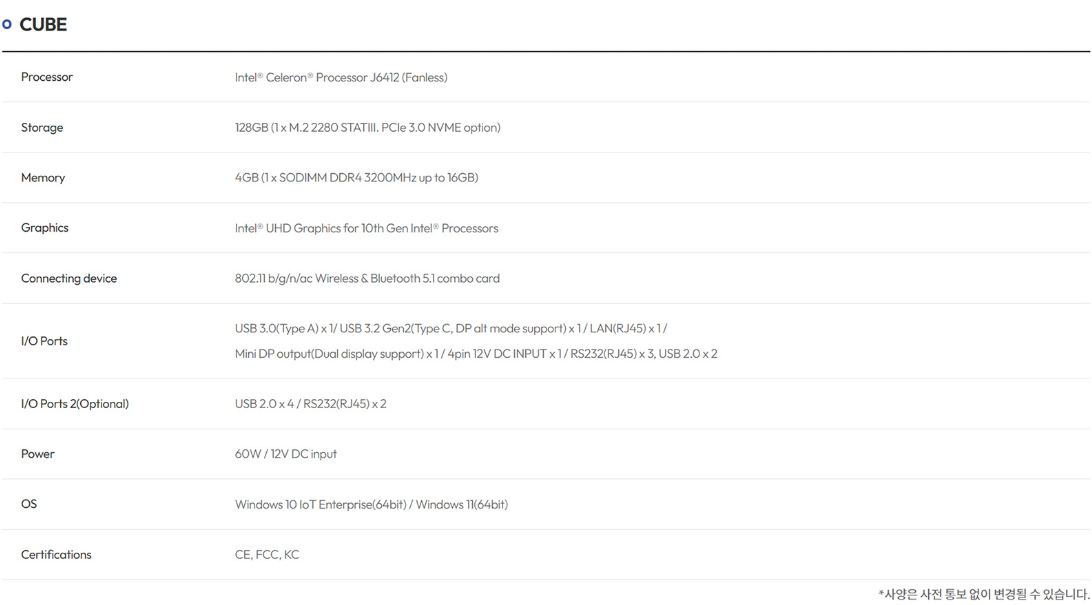 CUBE
Processor
Intel® Celeron® Processor J6412 (Fanless)
Storage
128GB (1 x M.2 2280 STATIII. PCIe 3.0 NVME option)
Memory
4GB (1 x SODIMM DDR4 3200MHz up to 16GB)
Graphics
Intel® UHD Graphics for 10th Gen Intel® Processors
Connecting device
802.11 b/g/n/ac Wireless & Bluetooth 5.1 combo card
I/O Ports
USB 3.0(Type A) x 1/ USB 3.2 Gen2(Type C, DP alt mode support) x 1 / LAN(RJ45) x 1 /
Mini DP output(Dual display support) x 1 / 4pin 12V DC INPUT x 1 / RS232(RJ45) x 3, USB 2.0 x 2
I/O Ports 2(Optional)
USB 2.0 x 4 / RS232(RJ45) x 2
Power
60W / 12V DC input
OS
Windows 10 IoT Enterprise(64bit) / Windows 11(64bit)
Certifications
CE, FCC, KC
*사양은 사전 통보 없이 변경될 수 있습니다.